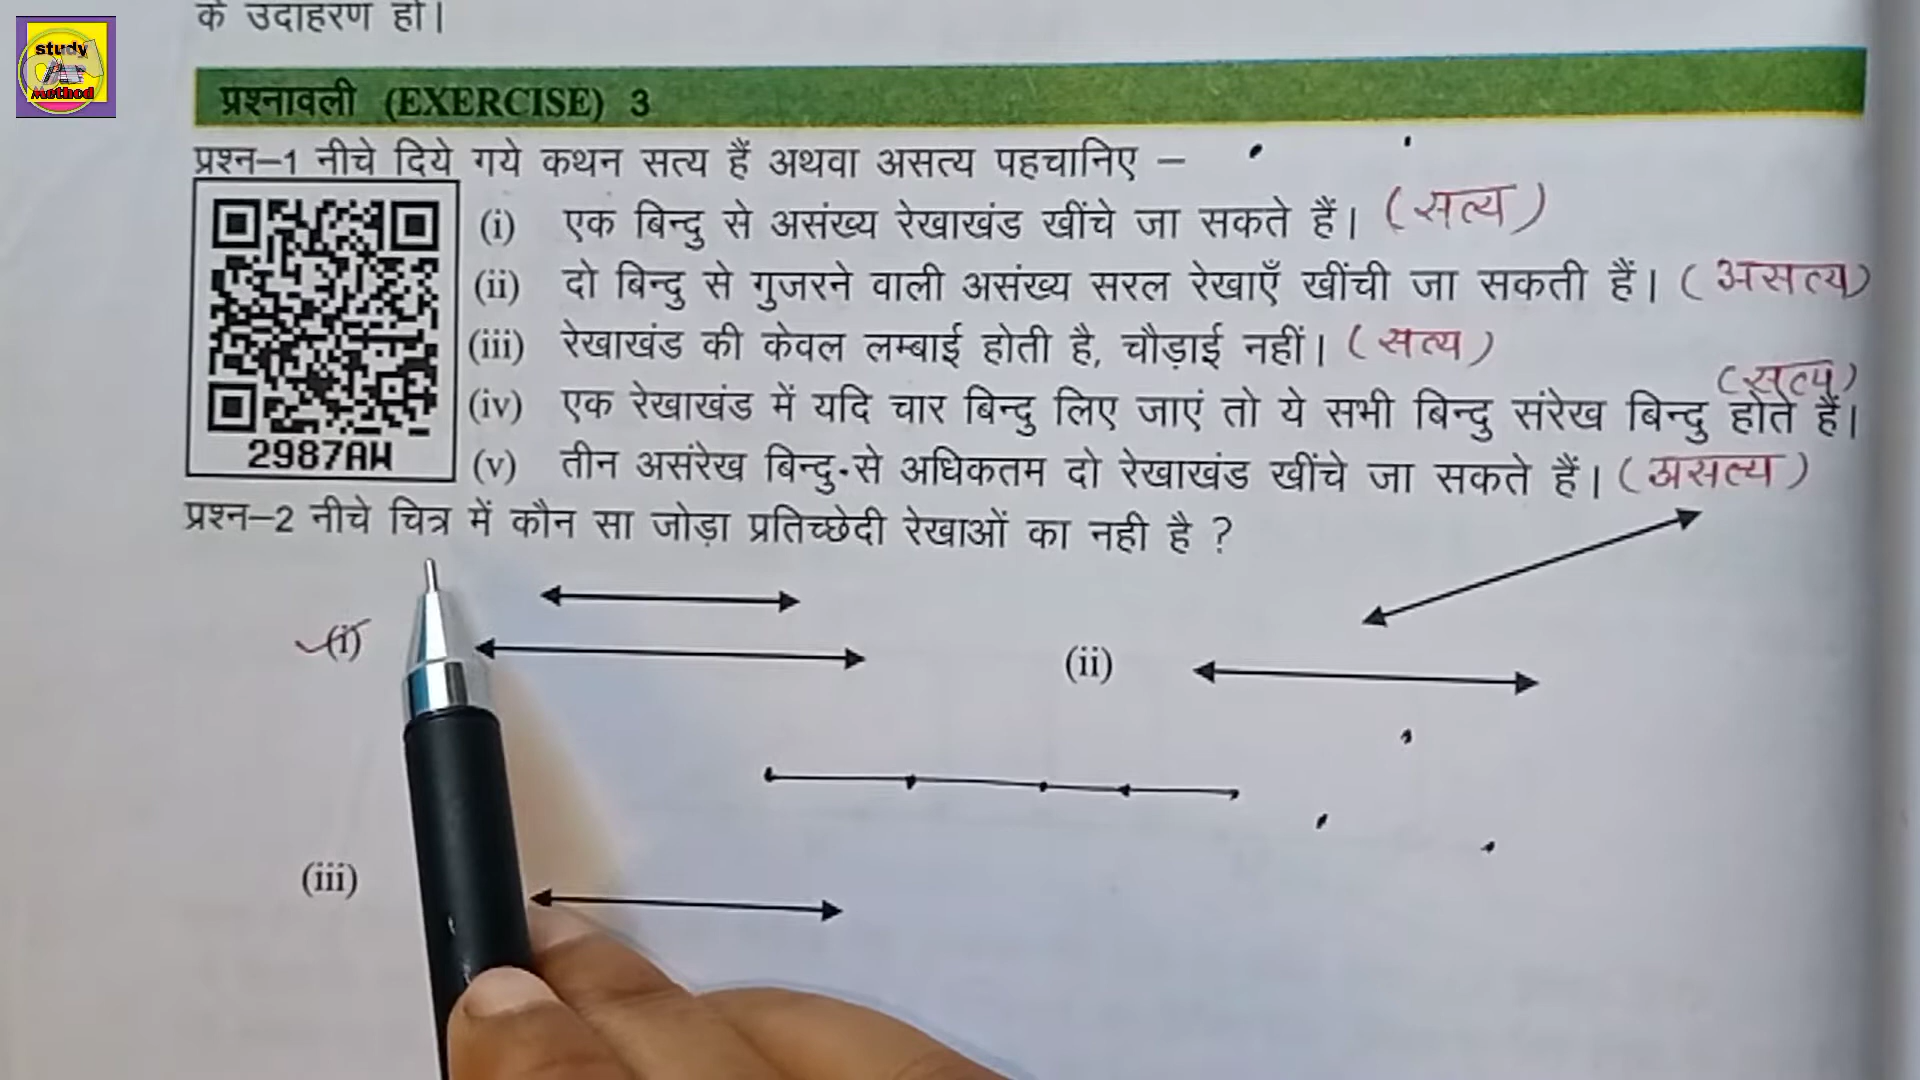 के उदाहरण हों।
study
Par
Method
प्रश्नावली (EXERCISE) 3
प्रश्न–1 नीचे दिये गये कथन सत्य हैं अथवा असत्य पहचानिए –
(i) एक बिन्दु से असंख्य रेखाखंड खींचे जा सकते हैं। (सत्य)
(ii) दो बिन्दु से गुजरने वाली असंख्य सरल रेखाएँ खींची जा सकती हैं। (असत्य)
(iii) रेखाखंड की केवल लम्बाई होती है, चौड़ाई नहीं। (सत्य)
(सत्य)
(iv) एक रेखाखंड में यदि चार बिन्दु लिए जाएं तो ये सभी बिन्दु संरेख बिन्दु होते हैं।
2987AW
(v) तीन असंरेख बिन्दु-से अधिकतम दो रेखाखंड खींचे जा सकते हैं। (असत्य)
प्रश्न–2 नीचे चित्र में कौन सा जोड़ा प्रतिच्छेदी रेखाओं का नही है ?
(i)
(ii)
(iii)